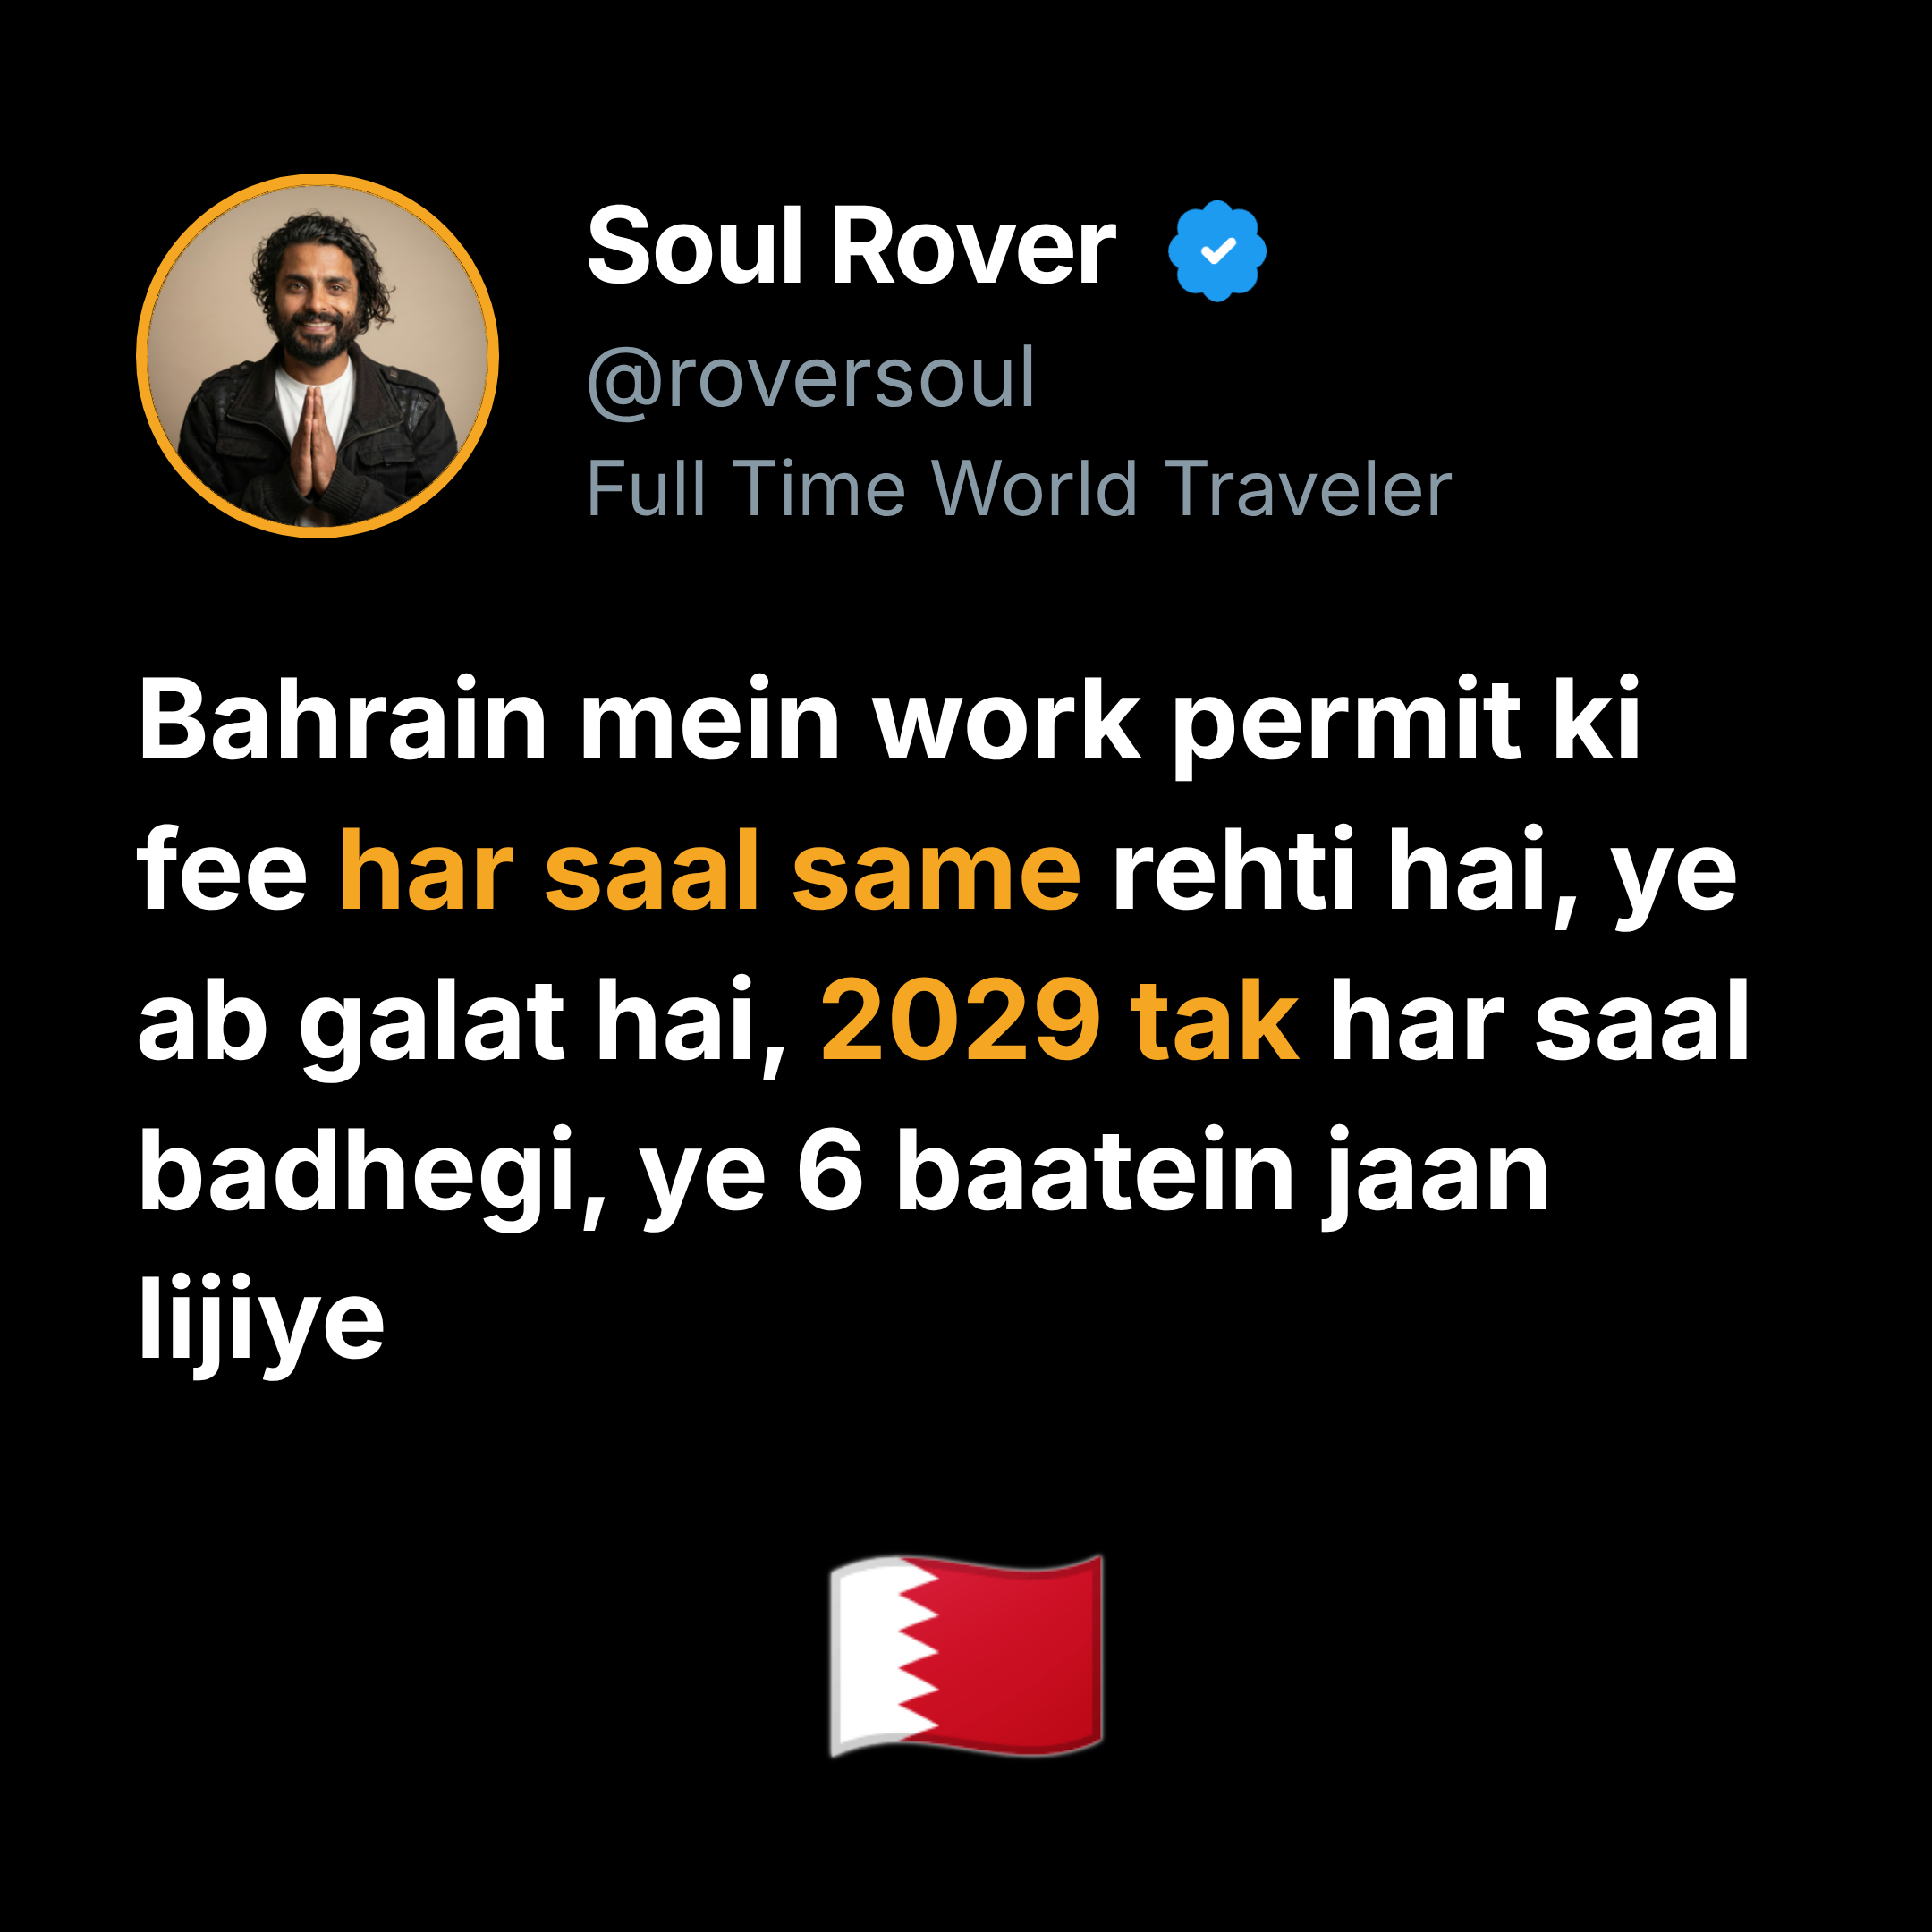 Soul Rover
@roversoul
Full Time World Traveler
Bahrain mein work permit ki
fee har saal same rehti hai, ye
ab galat hai, 2029 tak har saal
badhegi, ye 6 baatein jaan
lijiye